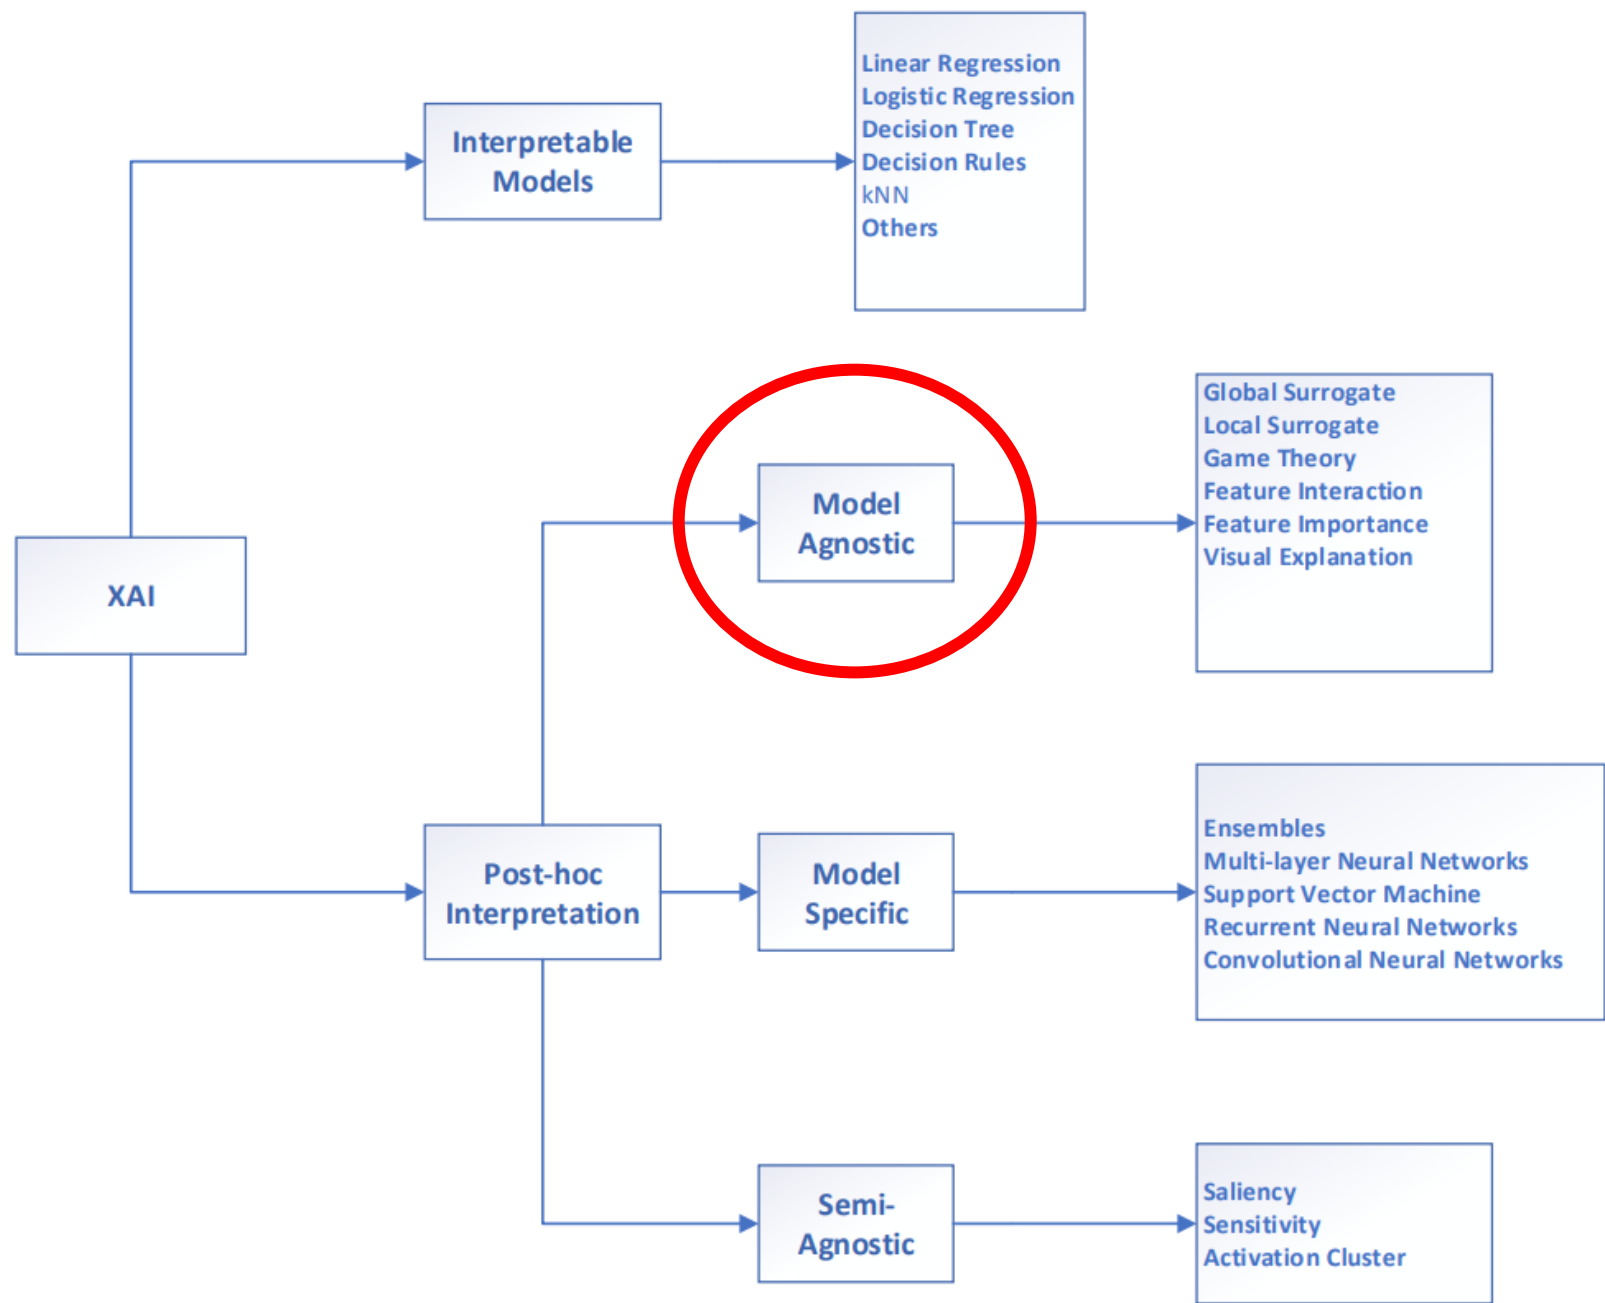 XAI
Interpretable
Models
Linear Regression
Logistic Regression
Decision Tree
Decision Rules
kNN
Others
Post-hoc
Interpretation
Model
Agnostic
Global Surrogate
Local Surrogate
Game Theory
Feature Interaction
Feature Importance
Visual Explanation
Model
Specific
Ensembles
Multi-layer Neural Networks
Support Vector Machine
Recurrent Neural Networks
Convolutional Neural Networks
Semi-
Agnostic
Saliency
Sensitivity
Activation Cluster